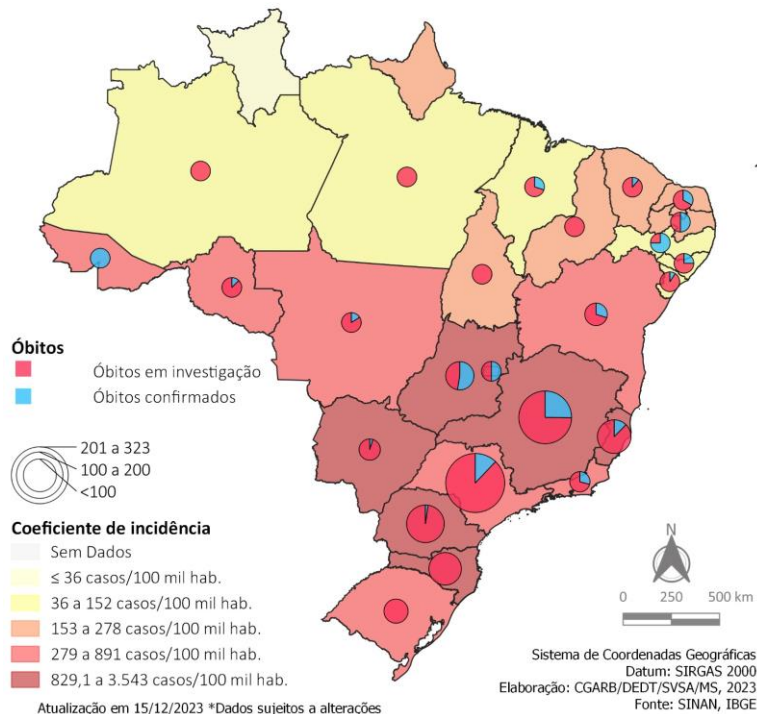 Óbitos
Óbitos em investigação
Óbitos confirmados
201 a 323
100 a 200
<100
Coeficiente de incidência
Sem Dados
≤ 36 casos/100 mil hab.
36 a 152 casos/100 mil hab.
153 a 278 casos/100 mil hab.
279 a 891 casos/100 mil hab.
829,1 a 3.543 casos/100 mil hab.
Atualização em 15/12/2023 *Dados sujeitos a alterações
N
0 250 500 km
Sistema de Coordenadas Geográficas
Datum: SIRGAS 2000
Elaboração: CGARB/DEDT/SVSA/MS, 2023
Fonte: SINAN, IBGE